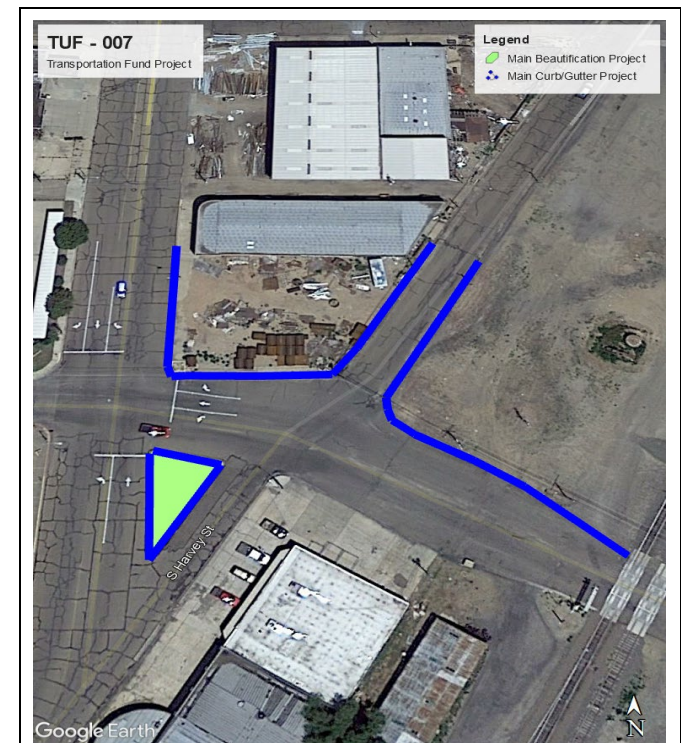 TUF - 007
Transportation Fund Project
Legend
Main Beautification Project
Main Curb/Gutter Project
S Harvey St
Google Earth
N